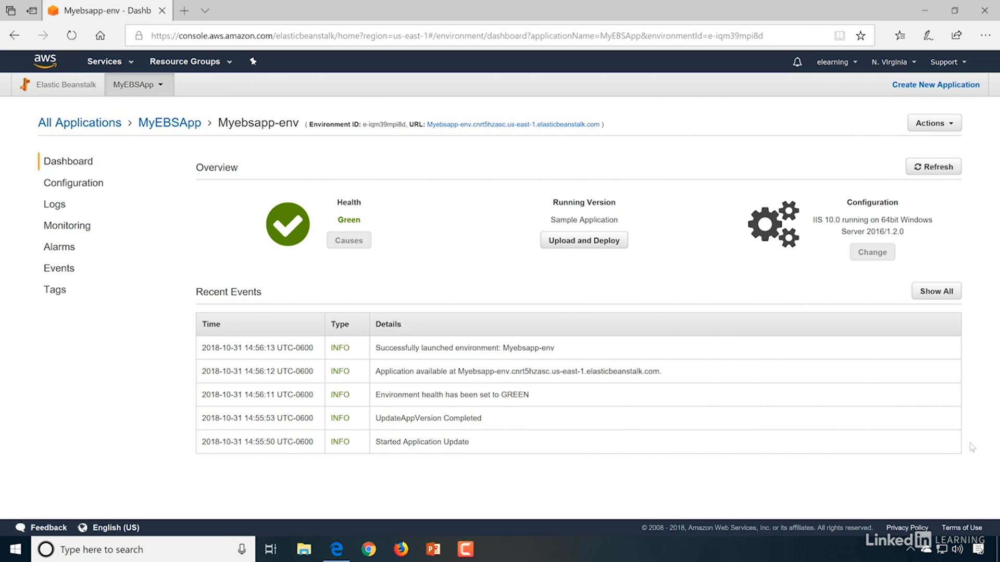 Myebsapp-env - Dashb
https://console.aws.amazon.com/elasticbeanstalk/home?region=us-east-1#/environment/dashboard?applicationName=MyEBSApp&environmentId=e-iqm39mpi8d
aws Services Resource Groups elearning N. Virginia Support
Elastic Beanstalk MyEBSApp Create New Application
All Applications > MyEBSApp > Myebsapp-env ( Environment ID: e-iqm39mpi8d, URL: Myebsapp-env.cnrt5hzasc.us-east-1.elasticbeanstalk.com ) Actions
Dashboard
Configuration
Logs
Monitoring
Alarms
Events
Tags
Overview Refresh
Health
Green
Causes
Running Version
Sample Application
Upload and Deploy
Configuration
IIS 10.0 running on 64bit Windows
Server 2016/1.2.0
Change
Recent Events Show All
Time Type Details
2018-10-31 14:56:13 UTC-0600 INFO Successfully launched environment: Myebsapp-env
2018-10-31 14:56:12 UTC-0600 INFO Application available at Myebsapp-env.cnrt5hzasc.us-east-1.elasticbeanstalk.com.
2018-10-31 14:56:11 UTC-0600 INFO Environment health has been set to GREEN
2018-10-31 14:55:53 UTC-0600 INFO UpdateAppVersion Completed
2018-10-31 14:55:50 UTC-0600 INFO Started Application Update
Feedback English (US) © 2008 - 2018, Amazon Web Services, Inc. or its affiliates. All rights reserved. Privacy Policy Terms of Use
Type here to search
LinkedIn LEARNING